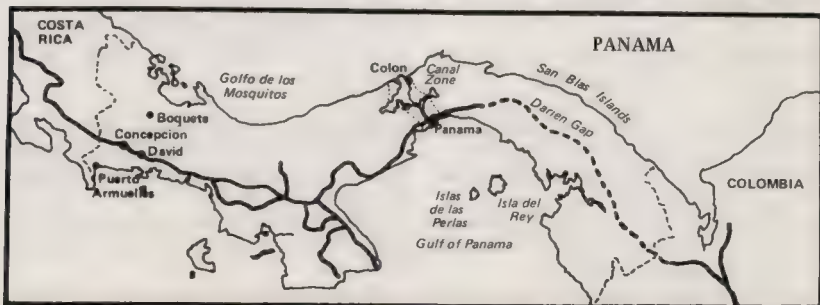 COSTA
RICA
PANAMA
Golfo de los
Mosquitos
Colon
Canal
Zone
San Blas Islands
Boquete
Concepcion
David
Panama
Darien Gap
Puerto
Armuelles
Islas
de las
Perlas
Isla del
Rey
COLOMBIA
Gulf of Panama